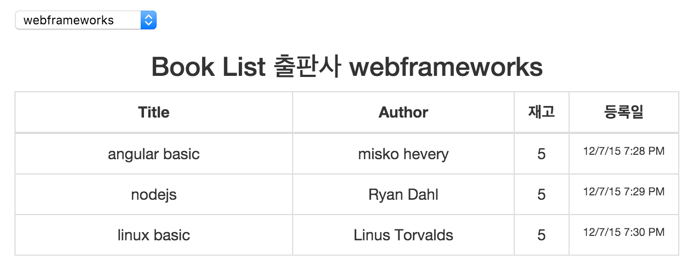 webframeworks
Book List 출판사 webframeworks
Title Author 재고 등록일
angular basic misko hevery 5 12/7/15 7:28 PM
nodejs Ryan Dahl 5 12/7/15 7:29 PM
linux basic Linus Torvalds 5 12/7/15 7:30 PM